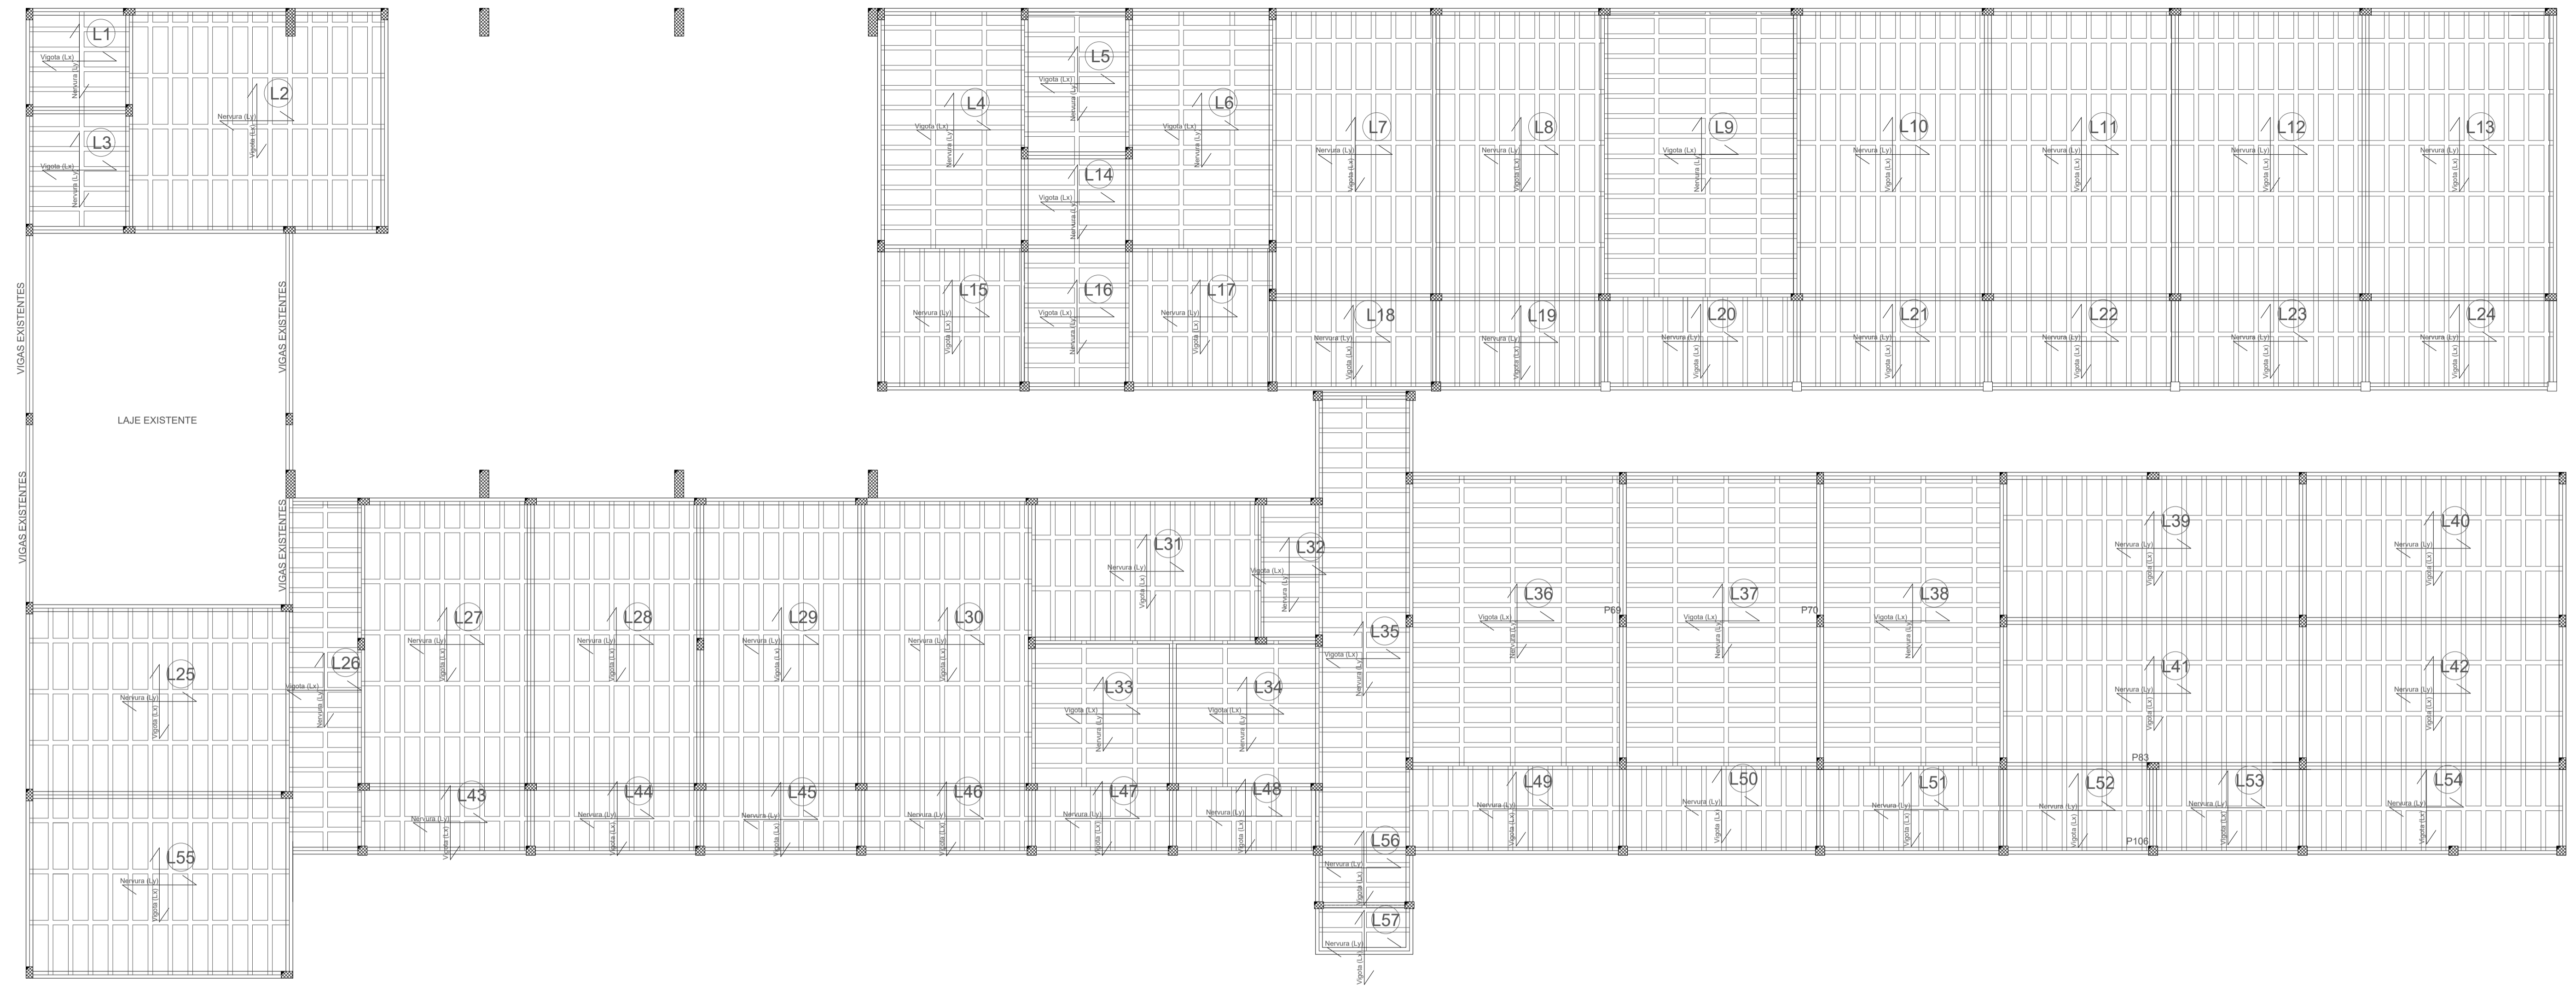 L1
Vigota (Lx)
Nervura (Ly)
L2
Nervura (Ly)
Vigota (Lx)
L3
Vigota (Lx)
Nervura (Ly)
L4
Vigota (Lx)
Nervura (Ly)
L5
Vigota (Lx)
Nervura (Ly)
L6
Vigota (Lx)
Nervura (Ly)
L7
Nervura (Ly)
Vigota (Lx)
L8
Nervura (Ly)
Vigota (Lx)
L9
Vigota (Lx)
Nervura (Ly)
L10
Nervura (Ly)
Vigota (Lx)
L11
Nervura (Ly)
Vigota (Lx)
L12
Nervura (Ly)
Vigota (Lx)
L13
Nervura (Ly)
Vigota (Lx)
L14
Vigota (Lx)
Nervura (Ly)
L15
Nervura (Ly)
Vigota (Lx)
L16
Vigota (Lx)
Nervura (Ly)
L17
Nervura (Ly)
Vigota (Lx)
L18
Nervura (Ly)
Vigota (Lx)
L19
Nervura (Ly)
Vigota (Lx)
L20
Nervura (Ly)
Vigota (Lx)
L21
Nervura (Ly)
Vigota (Lx)
L22
Nervura (Ly)
Vigota (Lx)
L23
Nervura (Ly)
Vigota (Lx)
L24
Nervura (Ly)
Vigota (Lx)
VIGAS EXISTENTES
VIGAS EXISTENTES
LAJE EXISTENTE
VIGAS EXISTENTES
VIGAS EXISTENTES
L25
Nervura (Ly)
Vigota (Lx)
L26
Vigota (Lx)
Nervura (Ly)
L27
Nervura (Ly)
Vigota (Lx)
L28
Nervura (Ly)
Vigota (Lx)
L29
Nervura (Ly)
Vigota (Lx)
L30
Nervura (Ly)
Vigota (Lx)
L31
Nervura (Ly)
Vigota (Lx)
L32
Vigota (Lx)
Nervura (Ly)
L33
Vigota (Lx)
Nervura (Ly)
L34
Vigota (Lx)
Nervura (Ly)
L35
Vigota (Lx)
Nervura (Ly)
L36
Vigota (Lx)
Nervura (Ly)
P69
L37
Vigota (Lx)
Nervura (Ly)
P70
L38
Vigota (Lx)
Nervura (Ly)
L39
Nervura (Ly)
Vigota (Lx)
L40
Nervura (Ly)
Vigota (Lx)
L41
Nervura (Ly)
Vigota (Lx)
L42
Nervura (Ly)
Vigota (Lx)
P83
L43
Nervura (Ly)
Vigota (Lx)
L44
Nervura (Ly)
Vigota (Lx)
L45
Nervura (Ly)
Vigota (Lx)
L46
Nervura (Ly)
Vigota (Lx)
L47
Nervura (Ly)
Vigota (Lx)
L48
Nervura (Ly)
Vigota (Lx)
L49
Nervura (Ly)
Vigota (Lx)
L50
Nervura (Ly)
Vigota (Lx)
L51
Nervura (Ly)
Vigota (Lx)
L52
Nervura (Ly)
Vigota (Lx)
L53
Nervura (Ly)
Vigota (Lx)
L54
Nervura (Ly)
Vigota (Lx)
P106
L55
Nervura (Ly)
Vigota (Lx)
L56
Nervura (Ly)
Vigota (Lx)
L57
Nervura (Ly)
Vigota (Lx)